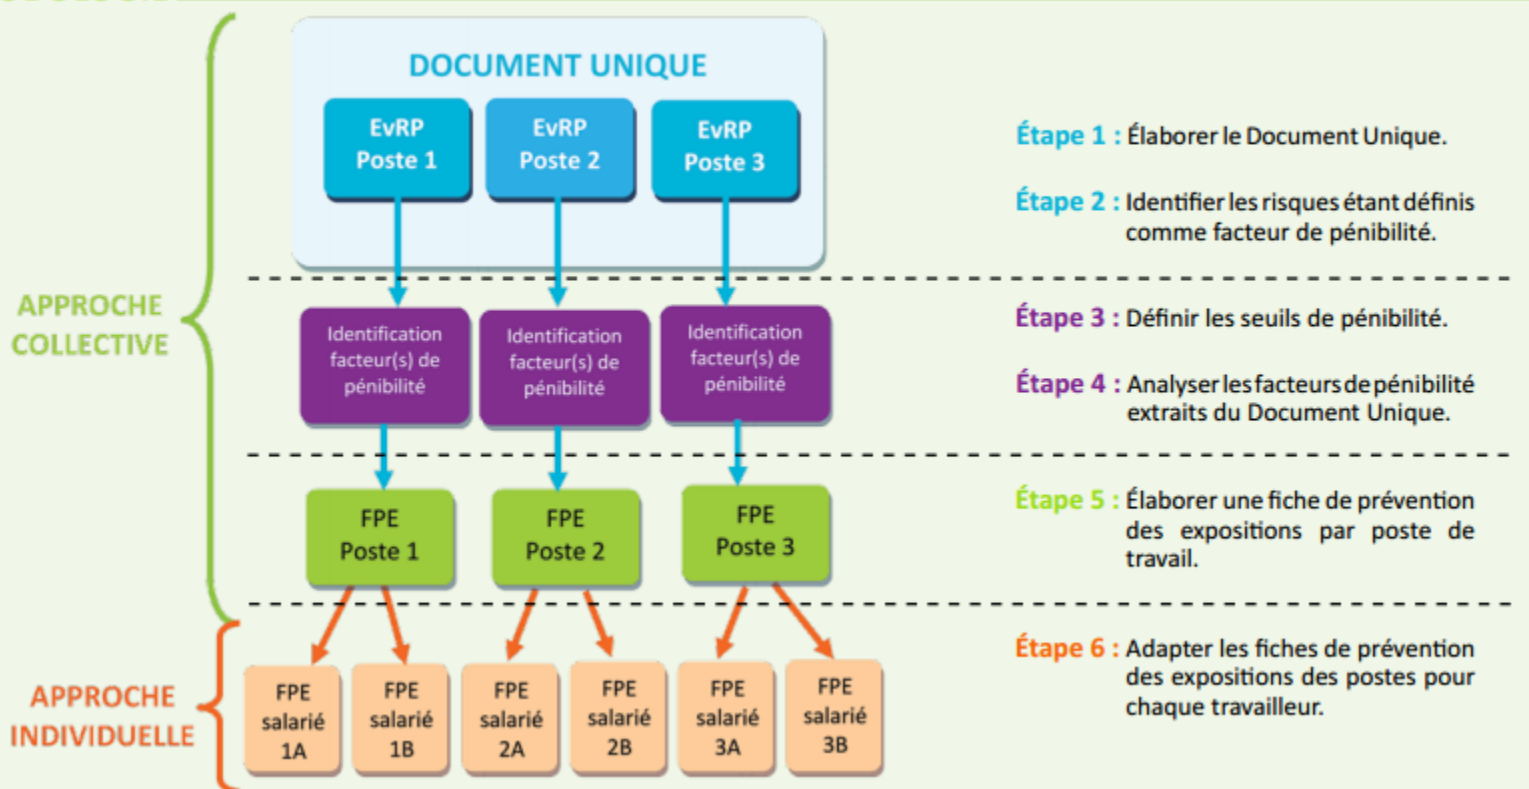 DOCUMENT UNIQUE
EvRP
Poste 1
EvRP
Poste 2
EvRP
Poste 3
Étape 1 : Élaborer le Document Unique.
Étape 2 : Identifier les risques étant définis
comme facteur de pénibilité.
APPROCHE
COLLECTIVE
Identification
facteur(s) de
pénibilité
Identification
facteur(s) de
pénibilité
Identification
facteur(s) de
pénibilité
Étape 3 : Définir les seuils de pénibilité.
Étape 4 : Analyser les facteurs de pénibilité
extraits du Document Unique.
FPE
Poste 1
FPE
Poste 2
FPE
Poste 3
Étape 5 : Élaborer une fiche de prévention
des expositions par poste de
travail.
APPROCHE
INDIVIDUELLE
FPE
salarié
1A
FPE
salarié
1B
FPE
salarié
2A
FPE
salarié
2B
FPE
salarié
3A
FPE
salarié
3B
Étape 6 : Adapter les fiches de prévention
des expositions des postes pour
chaque travailleur.